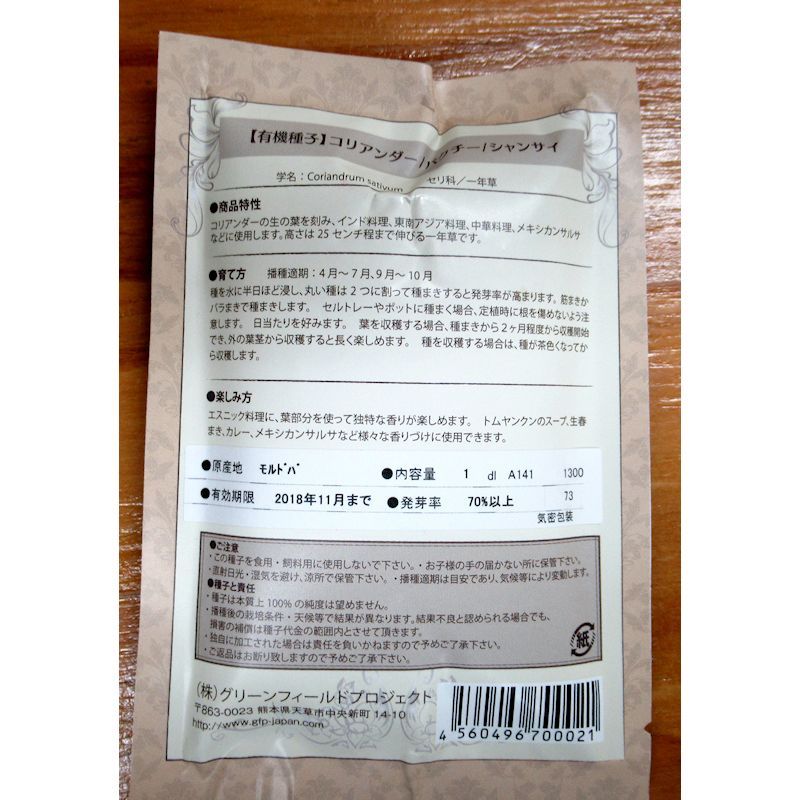 【有機種子】コリアンダー/パクチー/シャンサイ
学名：Coriandrum sativum セリ科／一年草
●商品特性
コリアンダーの生の葉を刻み、インド料理、東南アジア料理、中華料理、メキシカンサルサ
などに使用します。高さは25センチ程まで伸びる一年草です。
●育て方 播種適期：4月～7月、9月～10月
種を水に半日ほど浸し、丸い種は2つに割って種まきすると発芽率が高まります。筋まきか
バラまきで種まきします。 セルトレーやポットに種まく場合、定植時に根を傷めないよう注
意します。 日当たりを好みます。 葉を収穫する場合、種まきから2ヶ月程度から収穫開始
でき、外の葉茎から収穫すると長く楽しめます。 種を収穫する場合は、種が茶色くなってか
ら収穫します。
●楽しみ方
エスニック料理に、葉部分を使って独特な香りが楽しめます。 トムヤンクンのスープ、生春
まき、カレー、メキシカンサルサなど様々な香りづけに使用できます。
●原産地 ﾓﾙﾄﾞﾊﾞ ●内容量 1 dl A141 1300
●有効期限 2018年11月まで ●発芽率 70%以上 73
気密包装
●ご注意
・この種子を食用・飼料用に使用しないで下さい。・お子様の手の届かない所に保管下さい。
・直射日光・湿気を避け、涼所で保管下さい。・播種適期は目安であり、気候等により変動します。
●種子と責任
・種子は本質上100%の純度は望めません。
・播種後の栽培条件・天候等で結果が異なります。結果不良と認められる場合でも、
損害の補償は種子代金の範囲内とさせて頂きます。
・独自に加工された場合は責任を負いかねますので予めご了承下さい。
・ご返品はお断り致しますので予めご了承下さい。
紙
（株）グリーンフィールドプロジェクト
〒863-0023 熊本県天草市中央新町14-10
http://www.gfp-japan.com
4 560496 700021